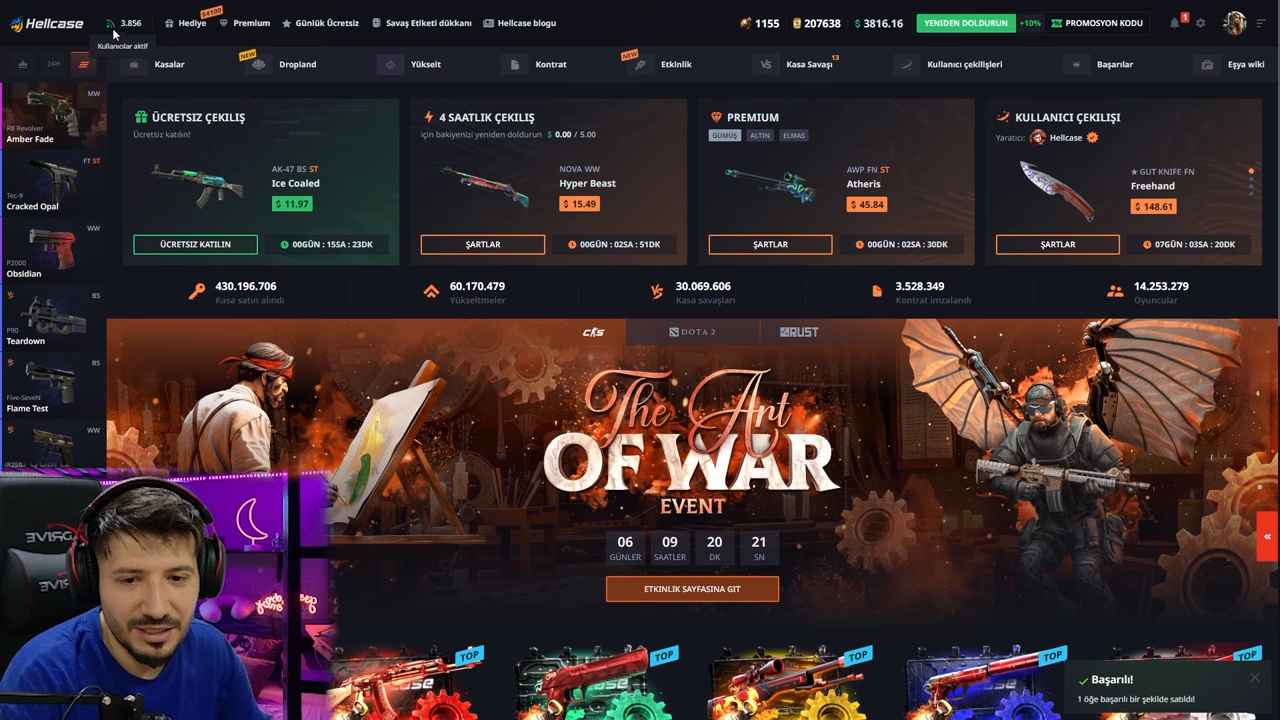 Hellcase
3.856
Hediye
$4100
Premium
Günlük Ücretsiz
Savaş Etiketi dükkanı
Hellcase blogu
1155
207638
$ 3816.16
YENİDEN DOLDURUN
+10%
PROMOSYON KODU
1
Kullanıcılar aktif
24H
Kasalar
NEW
Dropland
Yükselt
Kontrat
NEW
Etkinlik
Kasa Savaşı
13
Kullanıcı çekilişleri
Başarılar
Eşya wiki
MW
R8 Revolver
Amber Fade
FT ST
Tec-9
Cracked Opal
WW
P2000
Obsidian
BS
P90
Teardown
BS
Five-SeveN
Flame Test
WW
ÜCRETSIZ ÇEKILIŞ
Ücretsiz katılın!
AK-47 BS ST
Ice Coaled
$ 11.97
ÜCRETSIZ KATILIN
00GÜN : 15SA : 23DK
4 SAATLIK ÇEKILIŞ
için bakiyenizi yeniden doldurun $ 0.00 / 5.00
NOVA WW
Hyper Beast
$ 15.49
ŞARTLAR
00GÜN : 02SA : 51DK
PREMIUM
GÜMÜŞ
ALTIN
ELMAS
AWP FN ST
Atheris
$ 45.84
ŞARTLAR
00GÜN : 02SA : 30DK
KULLANICI ÇEKILIŞI
Yaratıcı: Hellcase
★ GUT KNIFE FN
Freehand
$ 148.61
ŞARTLAR
07GÜN : 03SA : 20DK
430.196.706
Kasa satın alındı
60.170.479
Yükseltmeler
30.069.606
Kasa savaşları
3.528.349
Kontrat imzalandı
14.253.279
Oyuncular
CS
DOTA 2
RUST
The Art
OF WAR
EVENT
06
GÜNLER
09
SAATLER
20
DK
21
SN
ETKINLIK SAYFASINA GIT
«
TOP
TOP
TOP
TOP
TOP
Başarılı!
1 öğe başarılı bir şekilde satıldı!